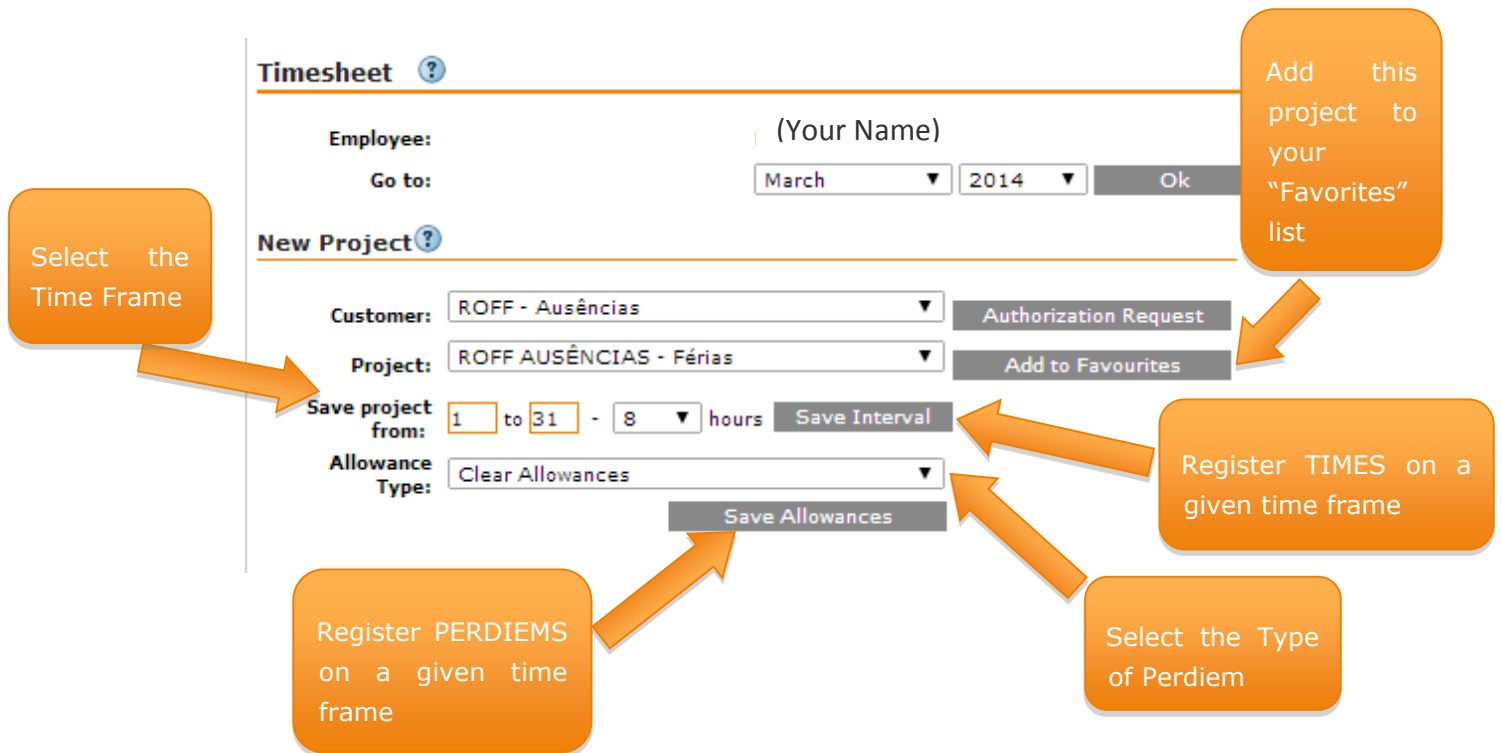 Timesheet ?
Employee: (Your Name)
Go to: March 2014 Ok
New Project ?
Customer: ROFF - Ausências Authorization Request
Project: ROFF AUSÊNCIAS - Férias Add to Favourites
Save project
from: 1 to 31 - 8 hours Save Interval
Allowance
Type: Clear Allowances
Save Allowances
Add this
project to
your
“Favorites”
list
Select the
Time Frame
Register TIMES on a
given time frame
Register PERDIEMS
on a given time
frame
Select the Type
of Perdiem